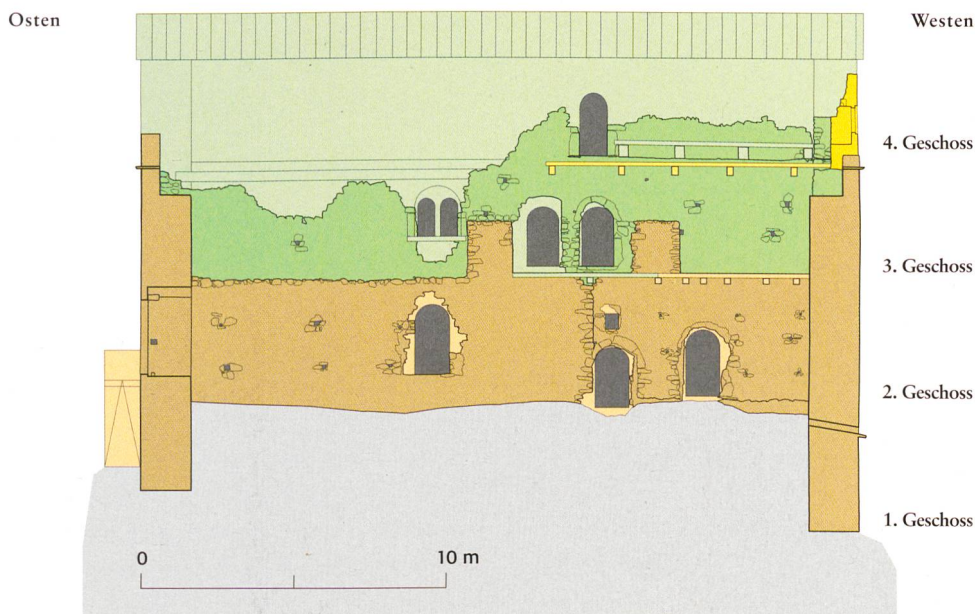 Osten
Westen
4. Geschoss
3. Geschoss
2. Geschoss
1. Geschoss
0
10 m